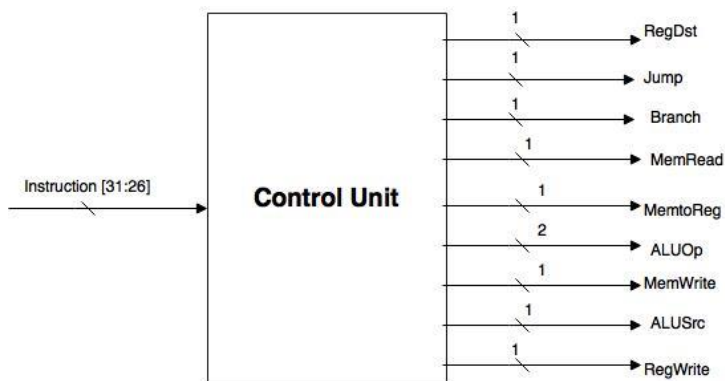 1
RegDst
1
Jump
1
Branch
1
MemRead
Instruction [31:26]
Control Unit
1
MemtoReg
2
ALUOp
1
MemWrite
1
ALUSrc
1
RegWrite